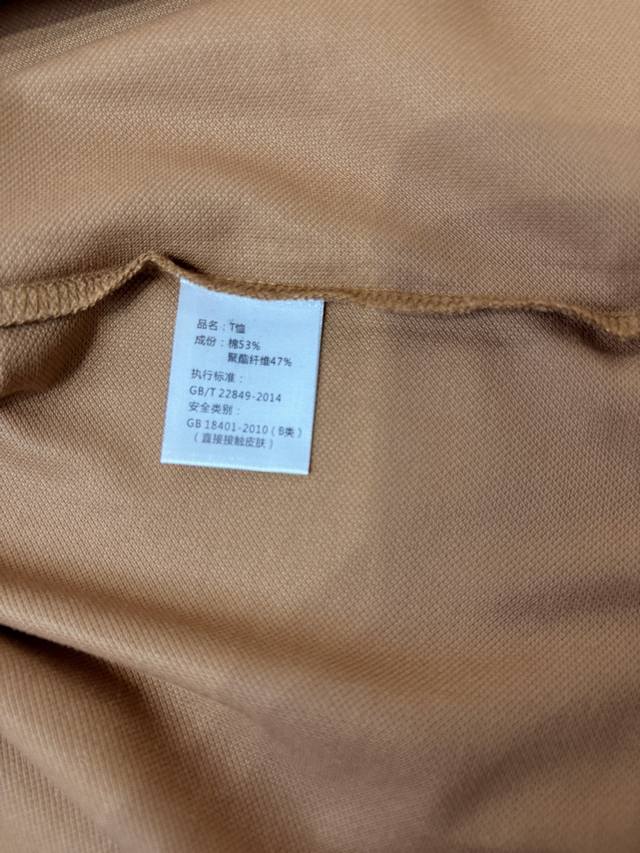 品名：T恤
成份：棉53%
聚酯纤维47%
执行标准：
GB/T 22849-2014
安全类别：
GB 18401-2010（B类）
（直接接触皮肤）